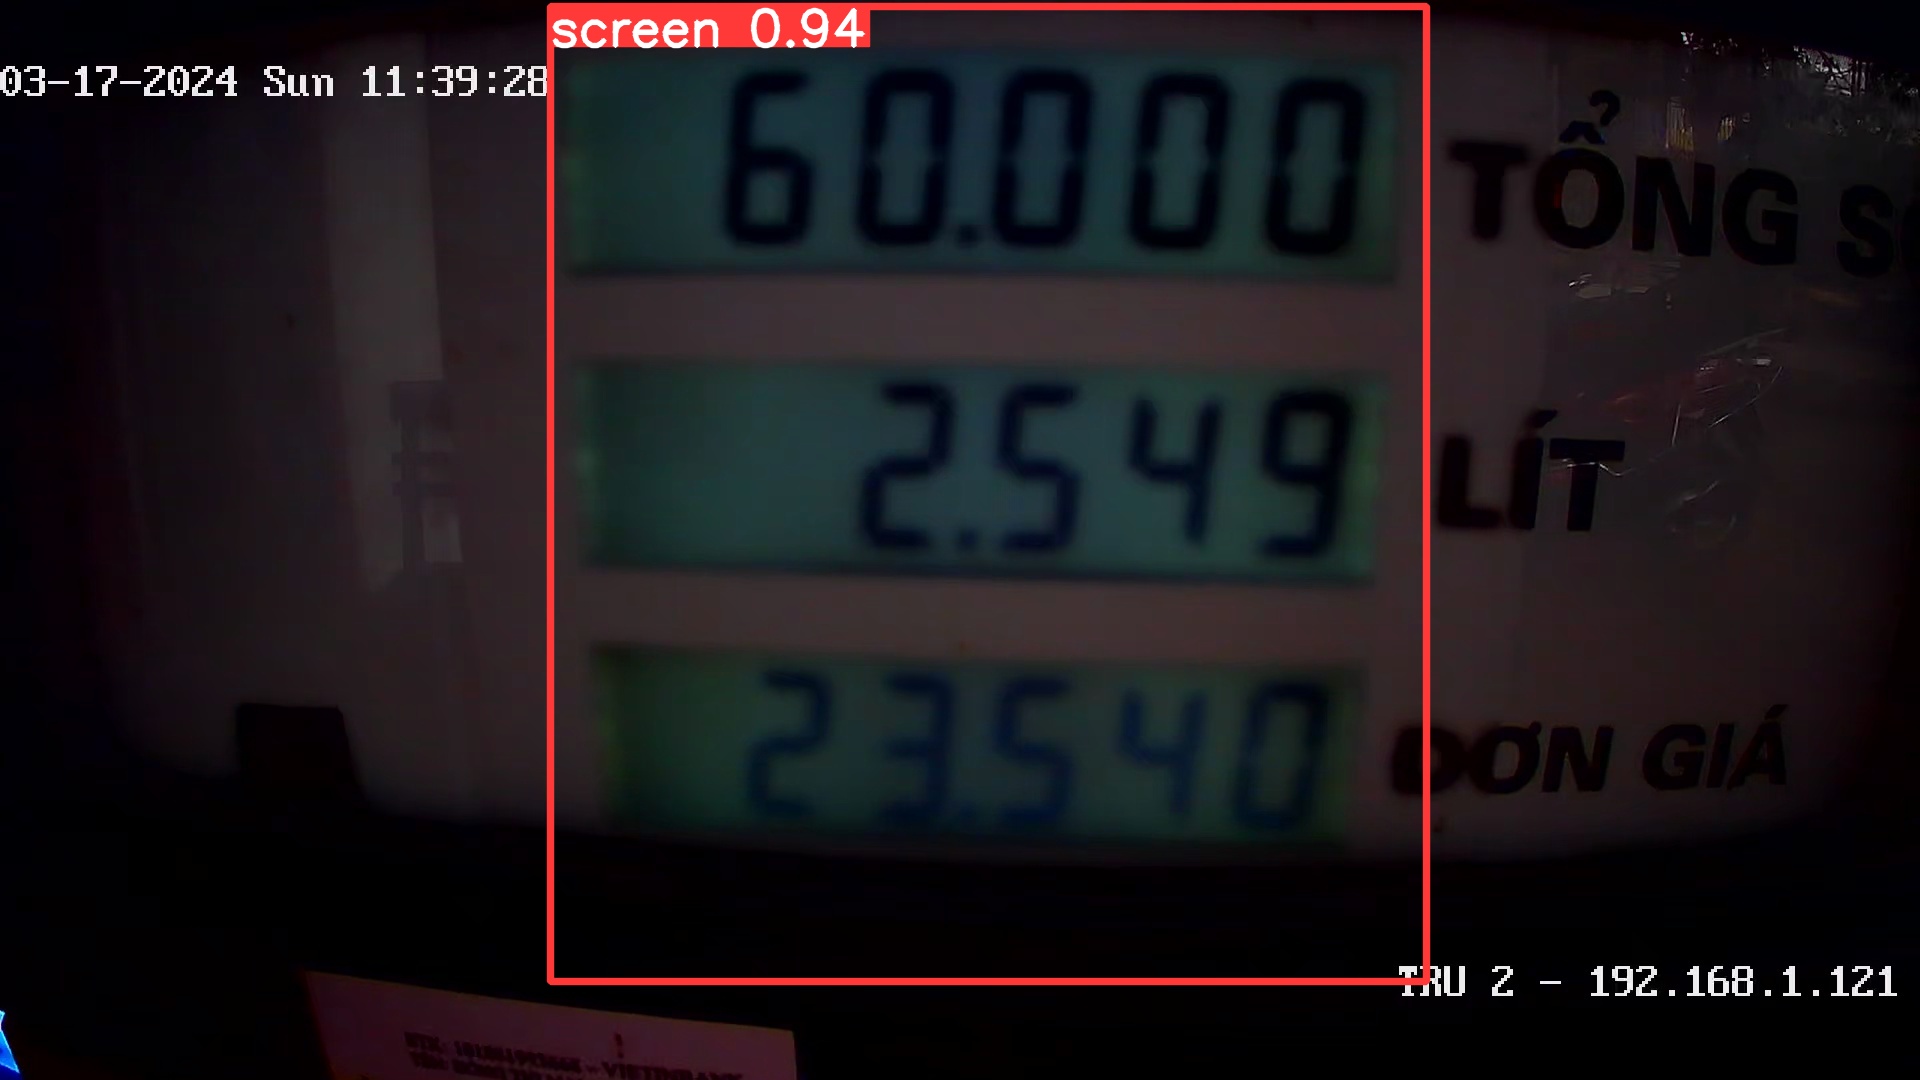 screen 0.94
03-17-2024 Sun 11:39:28
60.000
TỔNG S
2.549
LÍT
23.540
ĐƠN GIÁ
TRU 2 - 192.168.1.121
VIETINBANK